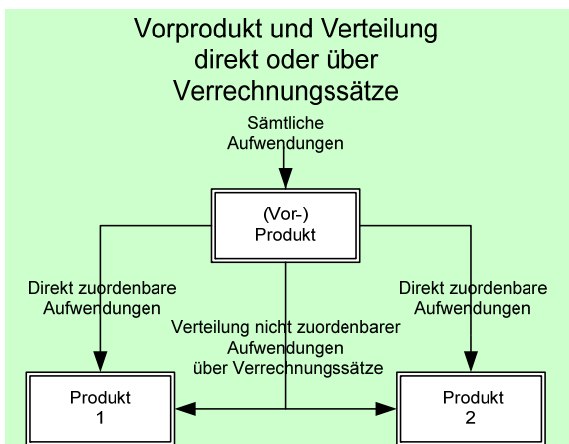 Vorprodukt und Verteilung
direkt oder über
Verrechnungssätze
Sämtliche
Aufwendungen
(Vor-)
Produkt
Direkt zuordenbare
Aufwendungen
Direkt zuordenbare
Aufwendungen
Verteilung nicht zuordenbarer
Aufwendungen
über Verrechnungssätze
Produkt
1
Produkt
2